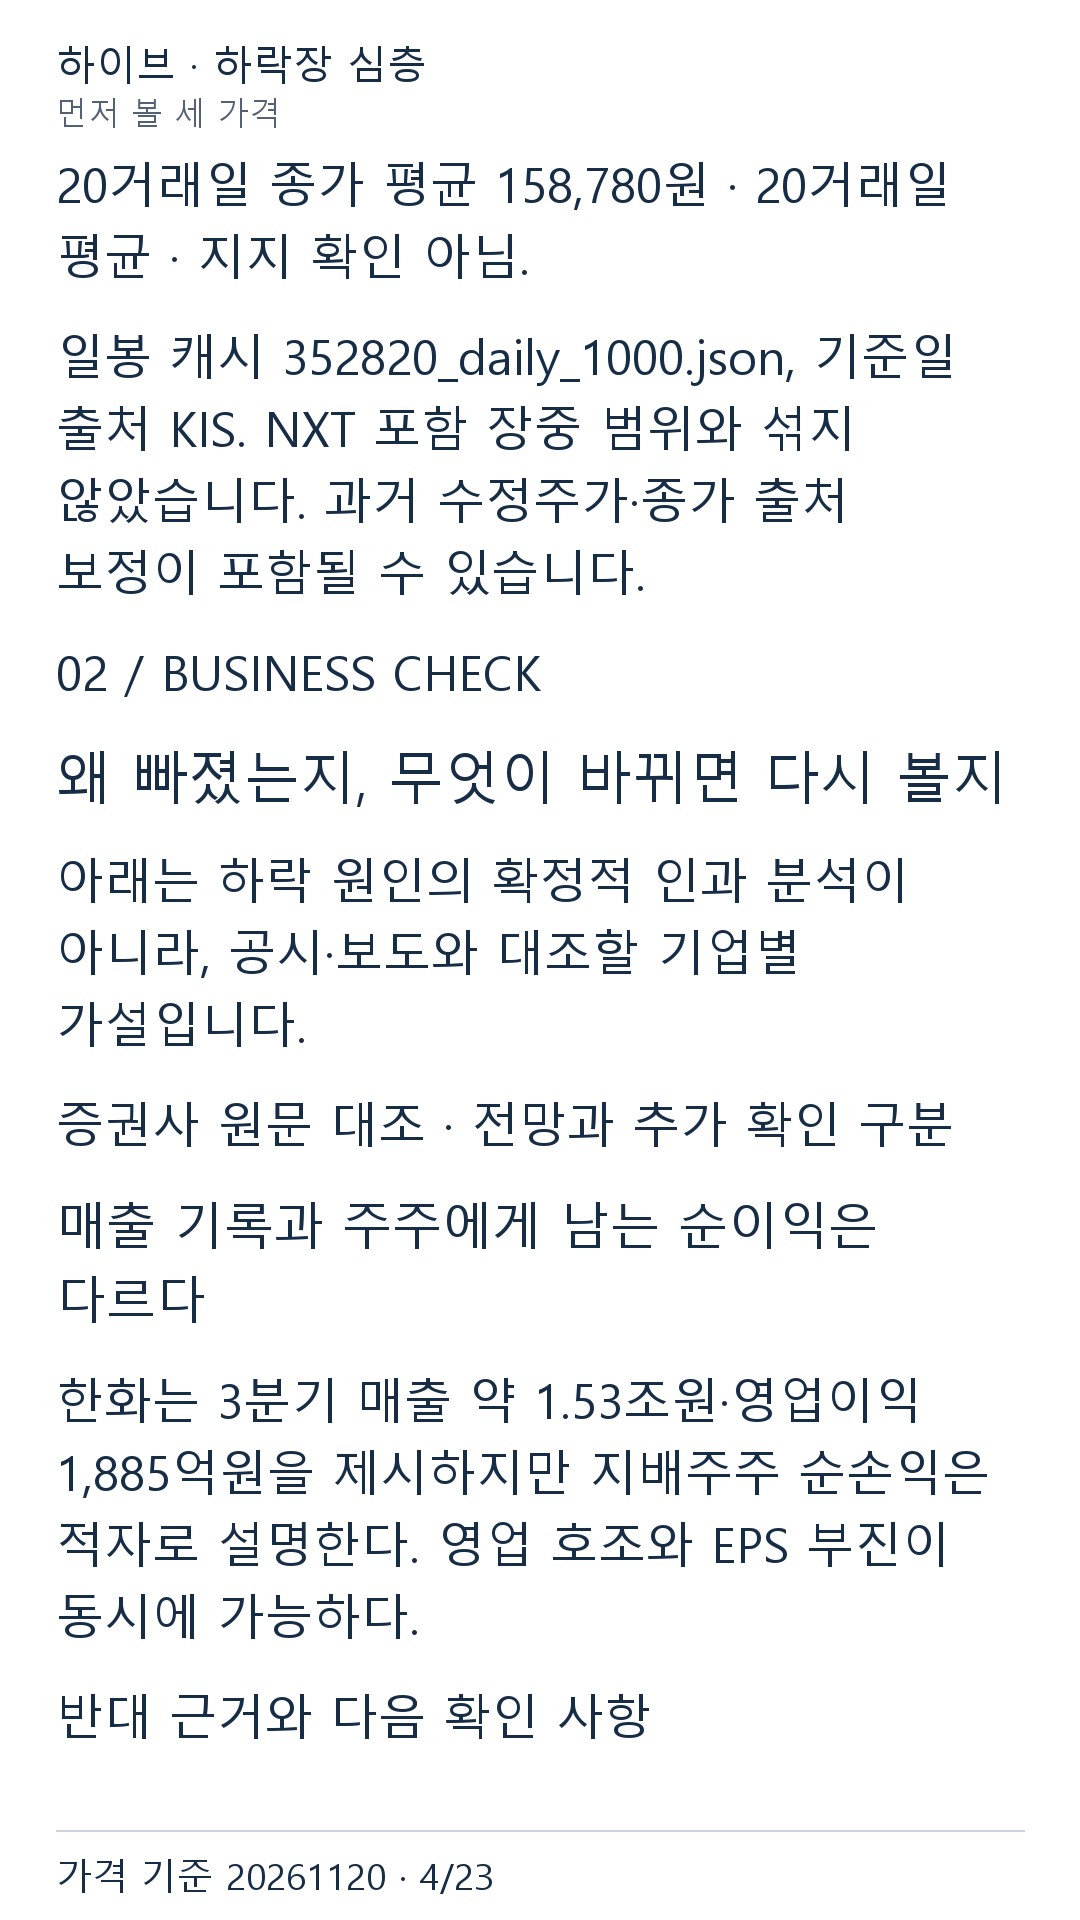 하이브 · 하락장 심층
먼저 볼 세 가격
20거래일 종가 평균 158,780원 · 20거래일
평균 · 지지 확인 아님.
일봉 캐시 352820_daily_1000.json, 기준일
출처 KIS. NXT 포함 장중 범위와 섞지
않았습니다. 과거 수정주가·종가 출처
보정이 포함될 수 있습니다.
02 / BUSINESS CHECK
왜 빠졌는지, 무엇이 바뀌면 다시 볼지
아래는 하락 원인의 확정적 인과 분석이
아니라, 공시·보도와 대조할 기업별
가설입니다.
증권사 원문 대조 · 전망과 추가 확인 구분
매출 기록과 주주에게 남는 순이익은
다르다
한화는 3분기 매출 약 1.53조원·영업이익
1,885억원을 제시하지만 지배주주 순손익은
적자로 설명한다. 영업 호조와 EPS 부진이
동시에 가능하다.
반대 근거와 다음 확인 사항
가격 기준 20261120 · 4/23